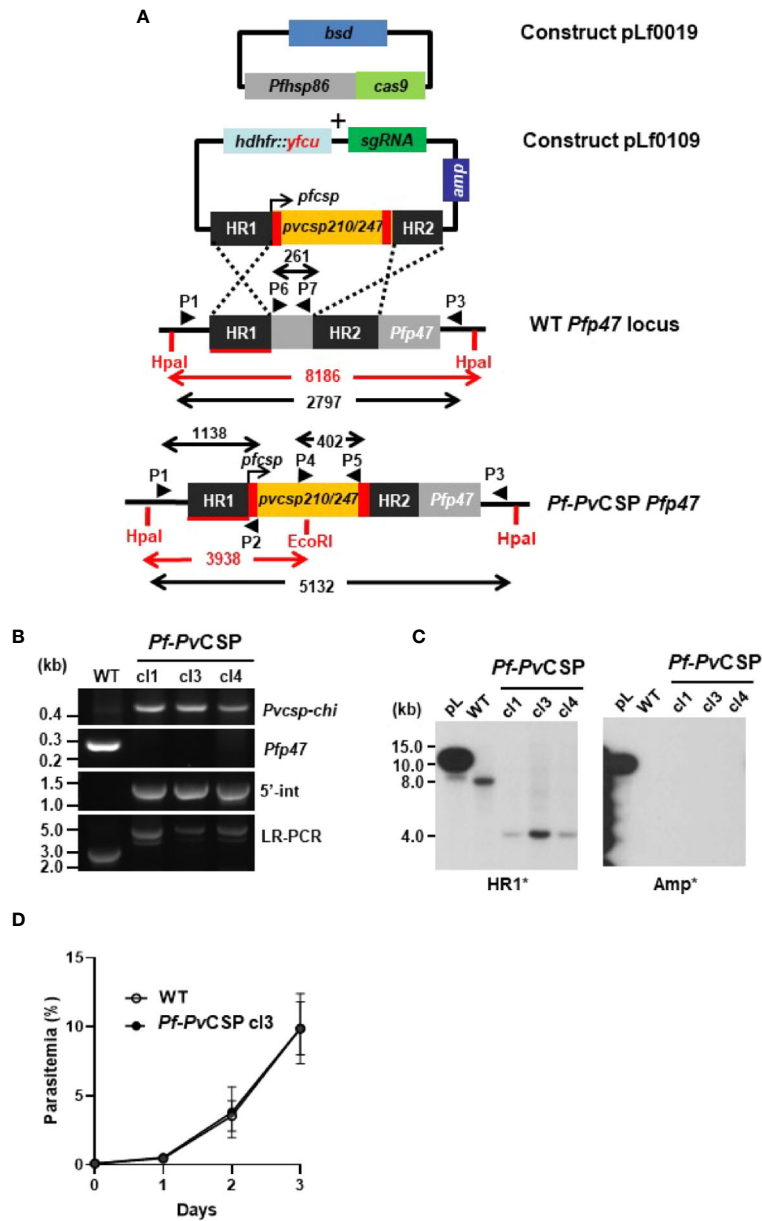 A
bsd
Construct pLf0019
Pfhsp86 cas9
+
hdhfr::yfcu sgRNA
Construct pLf0109
amp
pfcsp
HR1 pvcsp210/247 HR2
261
P6 P7
P1 P3
HR1 HR2 Pfp47
WT Pfp47 locus
HpaI HpaI
8186
2797
1138 402
pfcsp
P1 P4 P5 P3
HR1 pvcsp210/247 HR2 Pfp47
Pf-PvCSP Pfp47
HpaI P2 EcoRI HpaI
3938
5132
B
Pf-PvCSP
(kb) WT cl1 cl3 cl4
0.4 Pvcsp-chi
0.3
0.2
Pfp47
1.5
1.0
5'-int
5.0
3.0
2.0
LR-PCR
C
Pf-PvCSP
(kb) pL WT cl1 cl3 cl4
15.0
10.0
8.0
4.0
HR1*
Pf-PvCSP
pL WT cl1 cl3 cl4
Amp*
D
Parasitemia (%)
15
10
5
0
WT
Pf-PvCSP cl3
0 1 2 3
Days